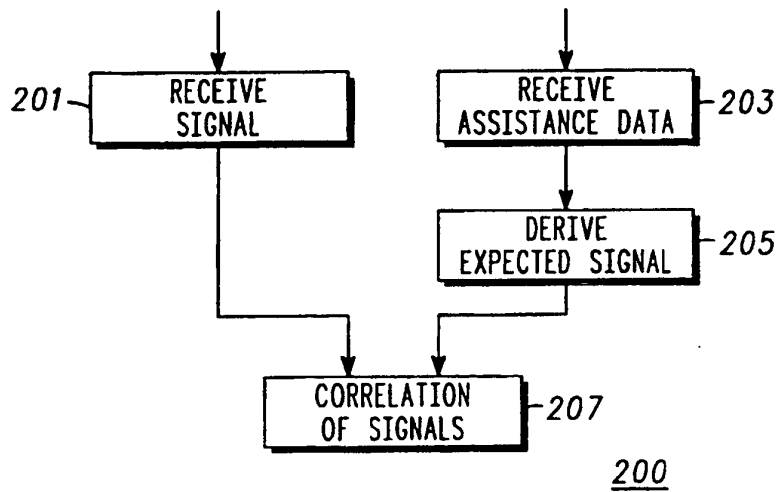 201
RECEIVE
SIGNAL
RECEIVE
ASSISTANCE DATA
203
DERIVE
EXPECTED SIGNAL
205
CORRELATION
OF SIGNALS
207
200